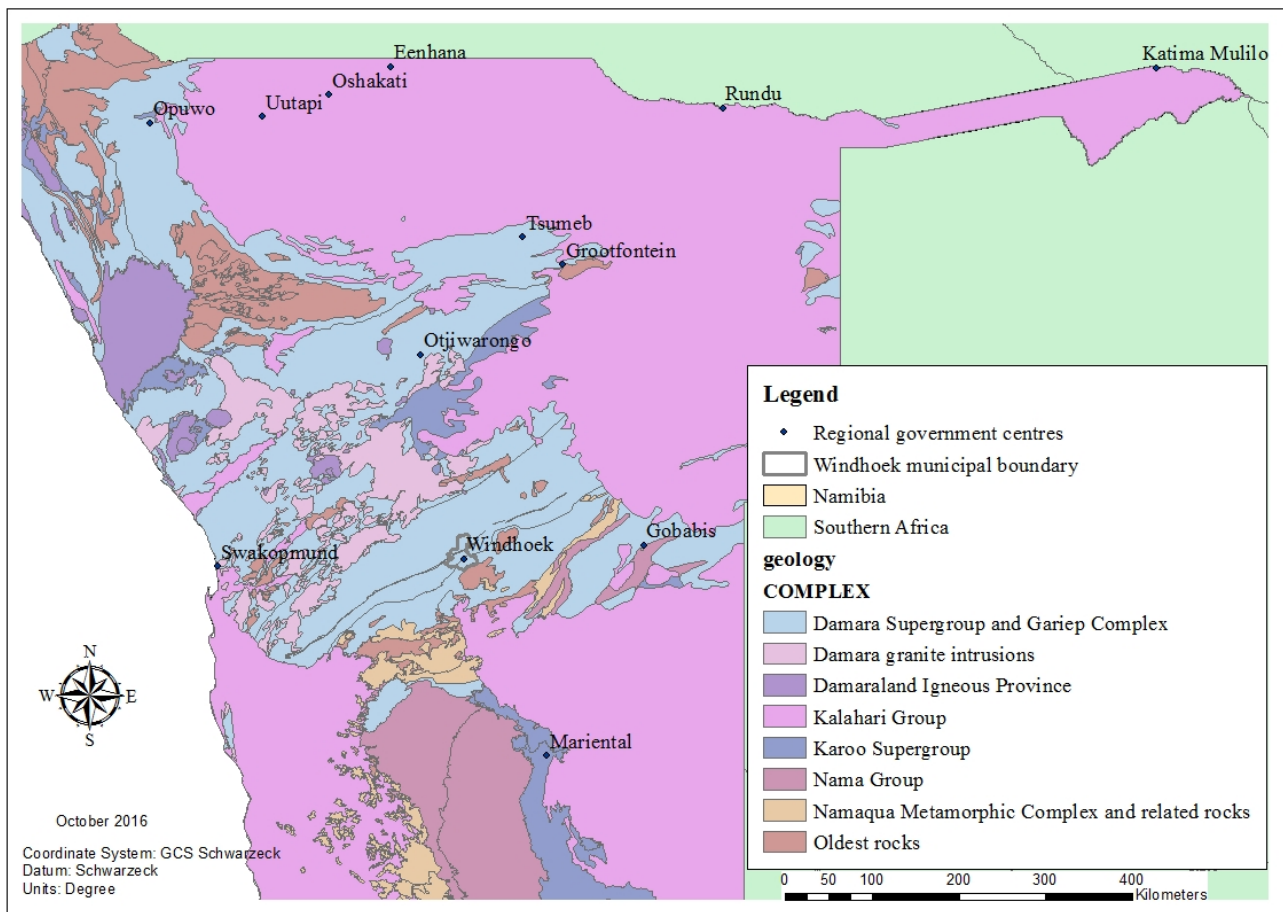 Eenhana
Katima Mulilo
Oshakati
Uutapi
Rundu
Opuwo
Tsumeb
Grootfontein
Otjiwarongo
Gobabis
Windhoek
Swakopmund
Mariental
N
W E
S
October 2016
Coordinate System: GCS Schwarzeck
Datum: Schwarzeck
Units: Degree
Legend
Regional government centres
Windhoek municipal boundary
Namibia
Southern Africa
geology
COMPLEX
Damara Supergroup and Gariep Complex
Damara granite intrusions
Damaraland Igneous Province
Kalahari Group
Karoo Supergroup
Nama Group
Namaqua Metamorphic Complex and related rocks
Oldest rocks
0 50 100 200 300 400
Kilometers